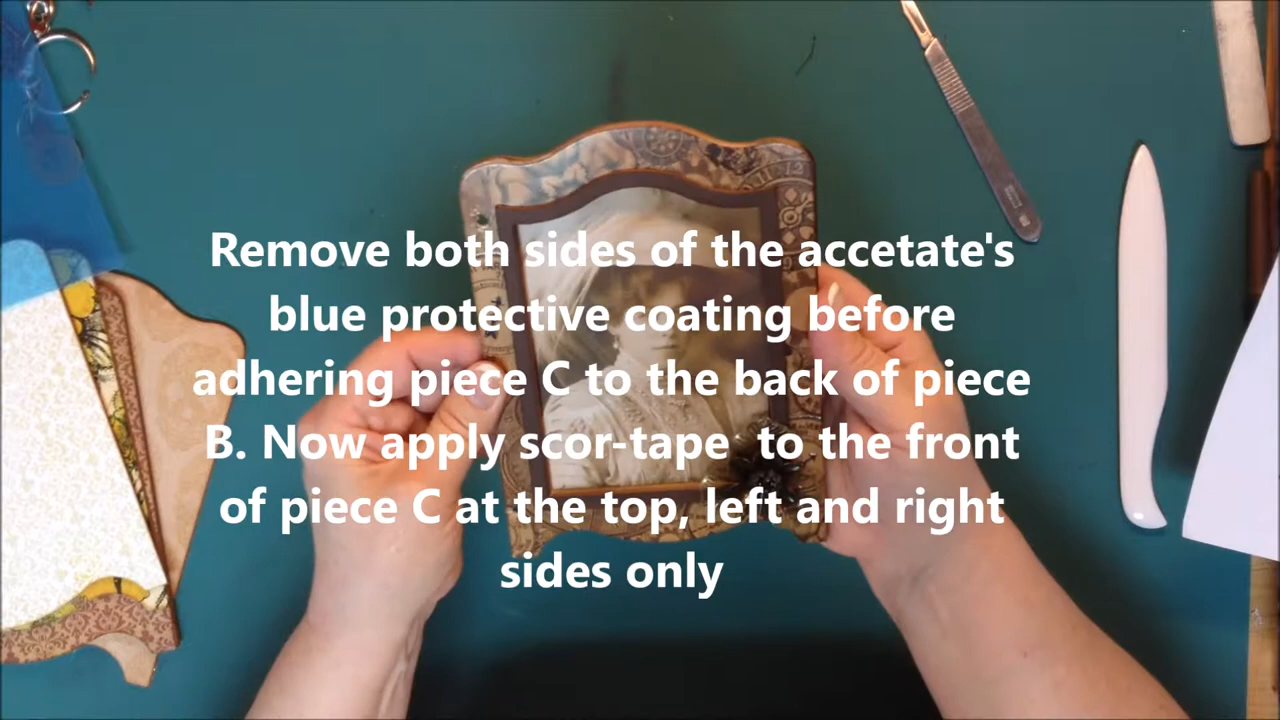 Remove both sides of the accetate's
blue protective coating before
adhering piece C to the back of piece
B. Now apply scor-tape  to the front
of piece C at the top, left and right
sides only